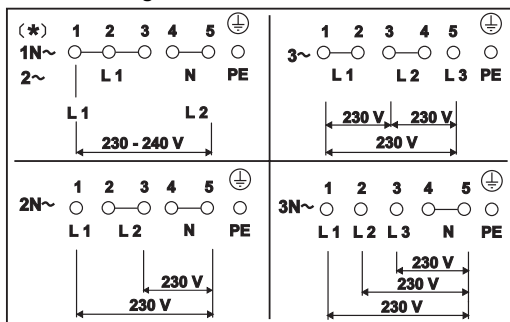 (*) 1 2 3 4 5
1N~
2~ L1 N PE
L1 L2
230 - 240 V
1 2 3 4 5
3~
L1 L2 L3 PE
230 V 230 V
230 V
1 2 3 4 5
2N~
L1 L2 N PE
230 V
230 V
1 2 3 4 5
3N~
L1 L2 L3 N PE
230 V
230 V
230 V